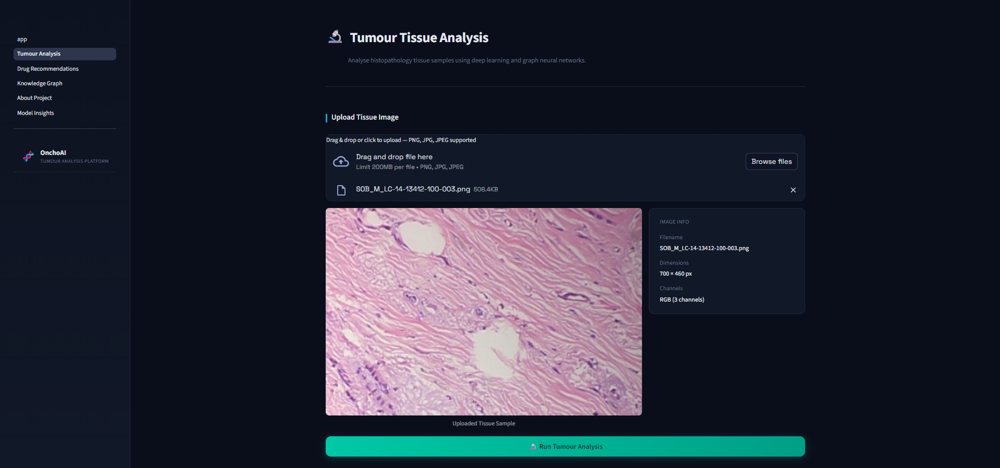 app
Tumour Analysis
Drug Recommendations
Knowledge Graph
About Project
Model Insights
OnchoAI
TUMOUR ANALYSIS PLATFORM
Tumour Tissue Analysis
Analyse histopathology tissue samples using deep learning and graph neural networks.
Upload Tissue Image
Drag & drop or click to upload — PNG, JPG, JPEG supported
Drag and drop file here
Limit 200MB per file • PNG, JPG, JPEG
Browse files
SOB_M_LC-14-13412-100-003.png 508.4KB
IMAGE INFO
Filename
SOB_M_LC-14-13412-100-003.png
Dimensions
700 × 460 px
Channels
RGB (3 channels)
Uploaded Tissue Sample
Run Tumour Analysis